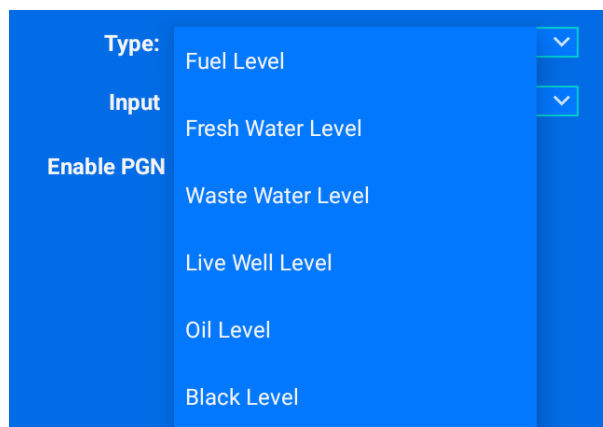 Type:
Fuel Level
Input
Fresh Water Level
Enable PGN
Waste Water Level
Live Well Level
Oil Level
Black Level